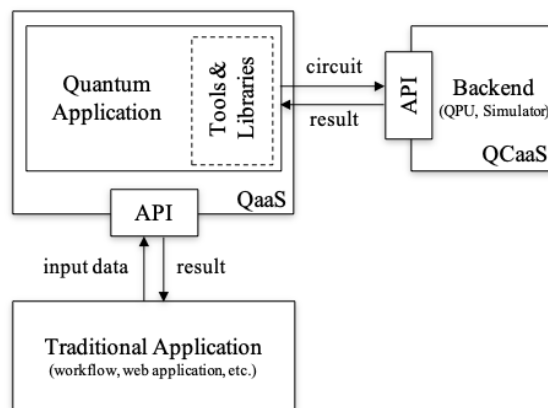 Quantum
Application
Tools &
Libraries
circuit
result
API
Backend
(QPU, Simulator)
QCaaS
QaaS
API
input data
result
Traditional Application
(workflow, web application, etc.)